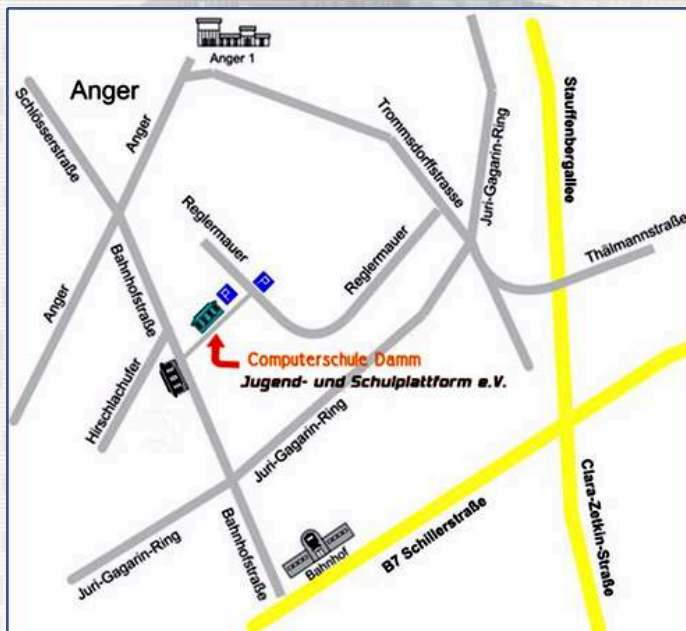 Anger 1
Anger
Schlösserstraße
Anger
Trommsdorffstrasse
Juri-Gagarin-Ring
Stauffenbergallee
Reglermauer
Reglermauer
Thälmannstraße
Bahnhofstraße
Anger
P
P
Hirschlachufer
Computerschule Damm
Jugend- und Schulplattform e.V.
Juri-Gagarin-Ring
Juri-Gagarin-Ring
Bahnhofstraße
Bahnhof
B7 Schillerstraße
Clara-Zetkin-Straße